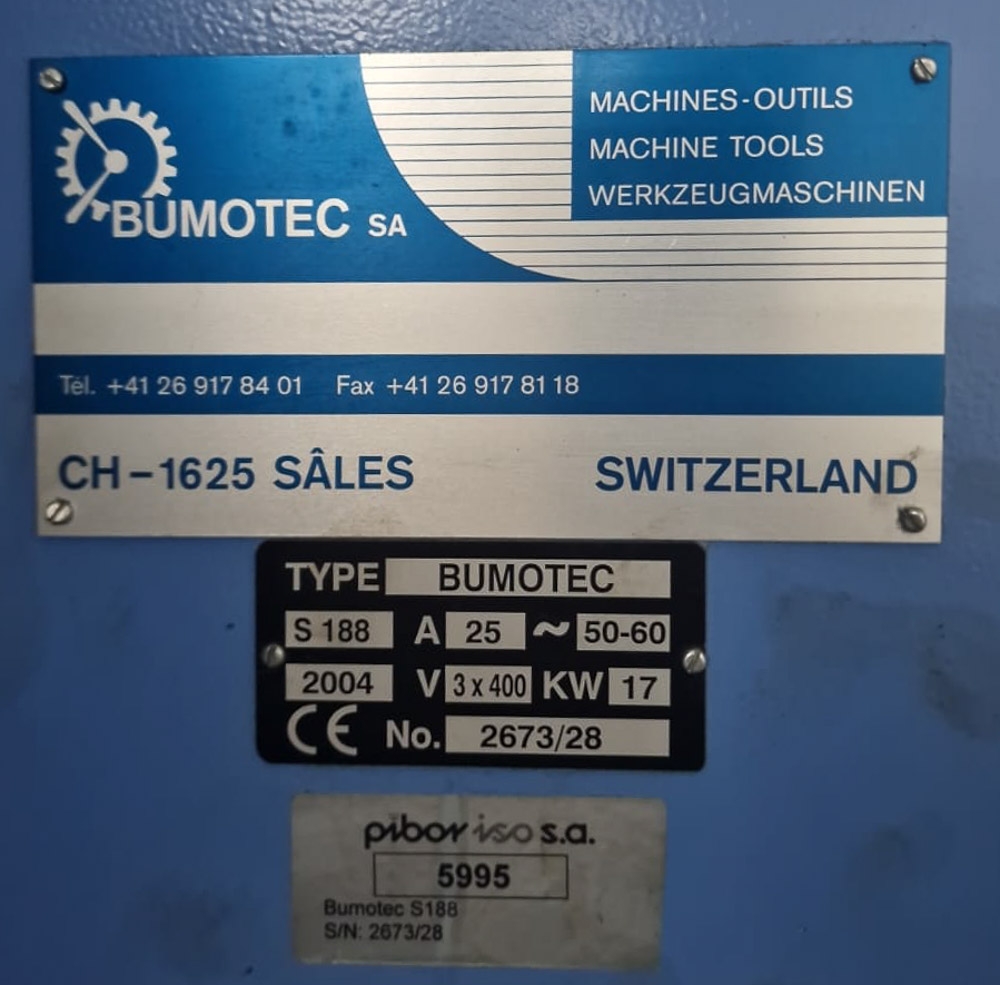 MACHINES-OUTILS
MACHINE TOOLS
WERKZEUGMASCHINEN
BUMOTEC SA
Tél. +41 26 917 84 01 Fax +41 26 917 81 18
CH-1625 SÂLES SWITZERLAND
TYPE BUMOTEC
S 188 A 25 ~ 50-60
2004 V 3 x 400 KW 17
CE No. 2673/28
pibor iso s.a.
5995
Bumotec S188
S/N: 2673/28